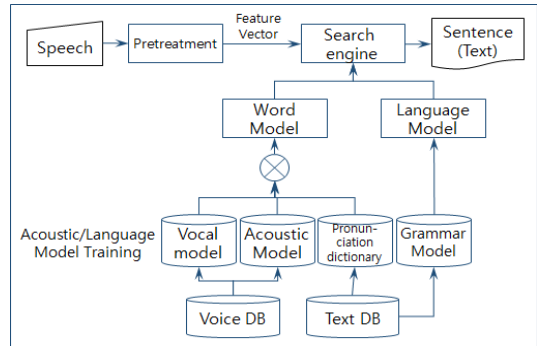 Feature
Vector
Speech
Pretreatment
Search
engine
Sentence
(Text)
Word
Model
Language
Model
Acoustic/Language
Model Training
Vocal
model
Acoustic
Model
Pronun-
ciation
dictionary
Grammar
Model
Voice DB
Text DB